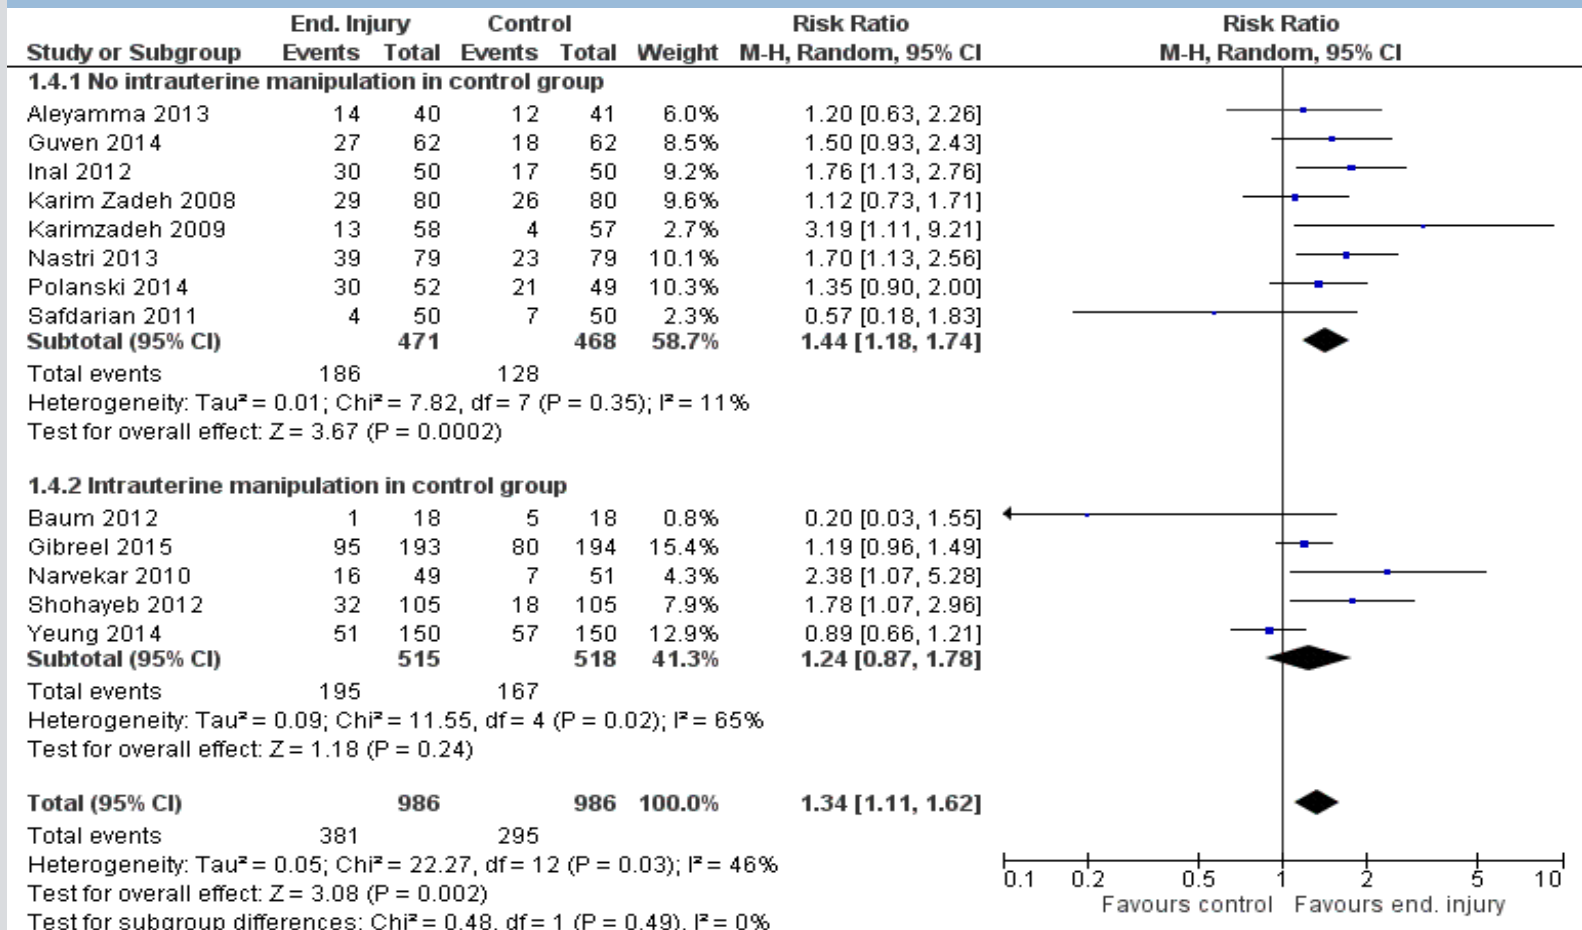 End. Injury Control Risk Ratio Risk Ratio
Study or Subgroup Events Total Events Total Weight M-H, Random, 95% CI M-H, Random, 95% CI
1.4.1 No intrauterine manipulation in control group
Aleyamma 2013 14 40 12 41 6.0% 1.20 [0.63, 2.26]
Guven 2014 27 62 18 62 8.5% 1.50 [0.93, 2.43]
Inal 2012 30 50 17 50 9.2% 1.76 [1.13, 2.76]
Karim Zadeh 2008 29 80 26 80 9.6% 1.12 [0.73, 1.71]
Karimzadeh 2009 13 58 4 57 2.7% 3.19 [1.11, 9.21]
Nastri 2013 39 79 23 79 10.1% 1.70 [1.13, 2.56]
Polanski 2014 30 52 21 49 10.3% 1.35 [0.90, 2.00]
Safdarian 2011 4 50 7 50 2.3% 0.57 [0.18, 1.83]
Subtotal (95% CI) 471 468 58.7% 1.44 [1.18, 1.74]
Total events 186 128
Heterogeneity: Tau² = 0.01; Chi² = 7.82, df = 7 (P = 0.35); I² = 11%
Test for overall effect: Z = 3.67 (P = 0.0002)
1.4.2 Intrauterine manipulation in control group
Baum 2012 1 18 5 18 0.8% 0.20 [0.03, 1.55]
Gibreel 2015 95 193 80 194 15.4% 1.19 [0.96, 1.49]
Narvekar 2010 16 49 7 51 4.3% 2.38 [1.07, 5.28]
Shohayeb 2012 32 105 18 105 7.9% 1.78 [1.07, 2.96]
Yeung 2014 51 150 57 150 12.9% 0.89 [0.66, 1.21]
Subtotal (95% CI) 515 518 41.3% 1.24 [0.87, 1.78]
Total events 195 167
Heterogeneity: Tau² = 0.09; Chi² = 11.55, df = 4 (P = 0.02); I² = 65%
Test for overall effect: Z = 1.18 (P = 0.24)
Total (95% CI) 986 986 100.0% 1.34 [1.11, 1.62]
Total events 381 295
Heterogeneity: Tau² = 0.05; Chi² = 22.27, df = 12 (P = 0.03); I² = 46%
Test for overall effect: Z = 3.08 (P = 0.002)
Test for subgroup differences: Chi² = 0.48, df = 1 (P = 0.49), I² = 0%
0.1 0.2 0.5 1 2 5 10
Favours control Favours end. injury